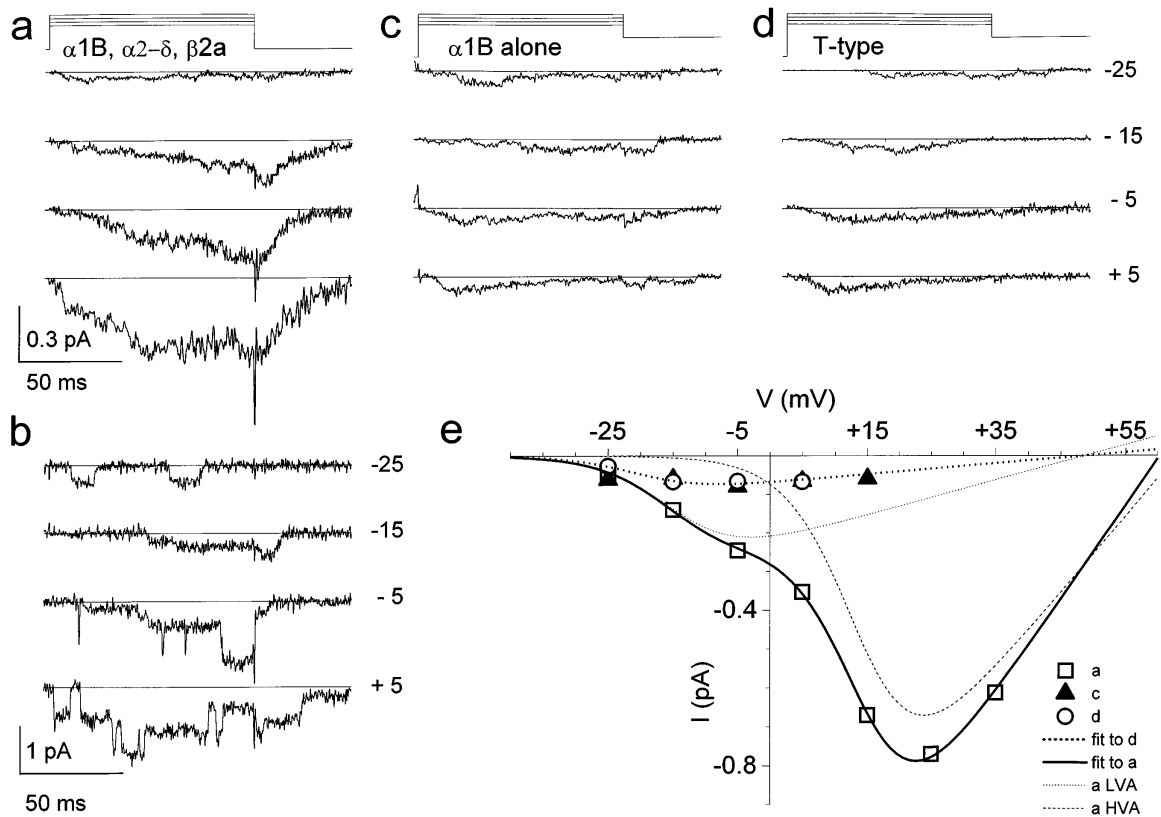 a
α1B, α2–δ, β2a
0.3 pA
50 ms
c
α1B alone
d
T-type
-25
- 15
- 5
+ 5
b
-25
-15
- 5
+ 5
1 pA
50 ms
e
V (mV)
-25 -5 +15 +35 +55
-0.4
-0.8
I (pA)
a
c
d
fit to d
fit to a
a LVA
a HVA